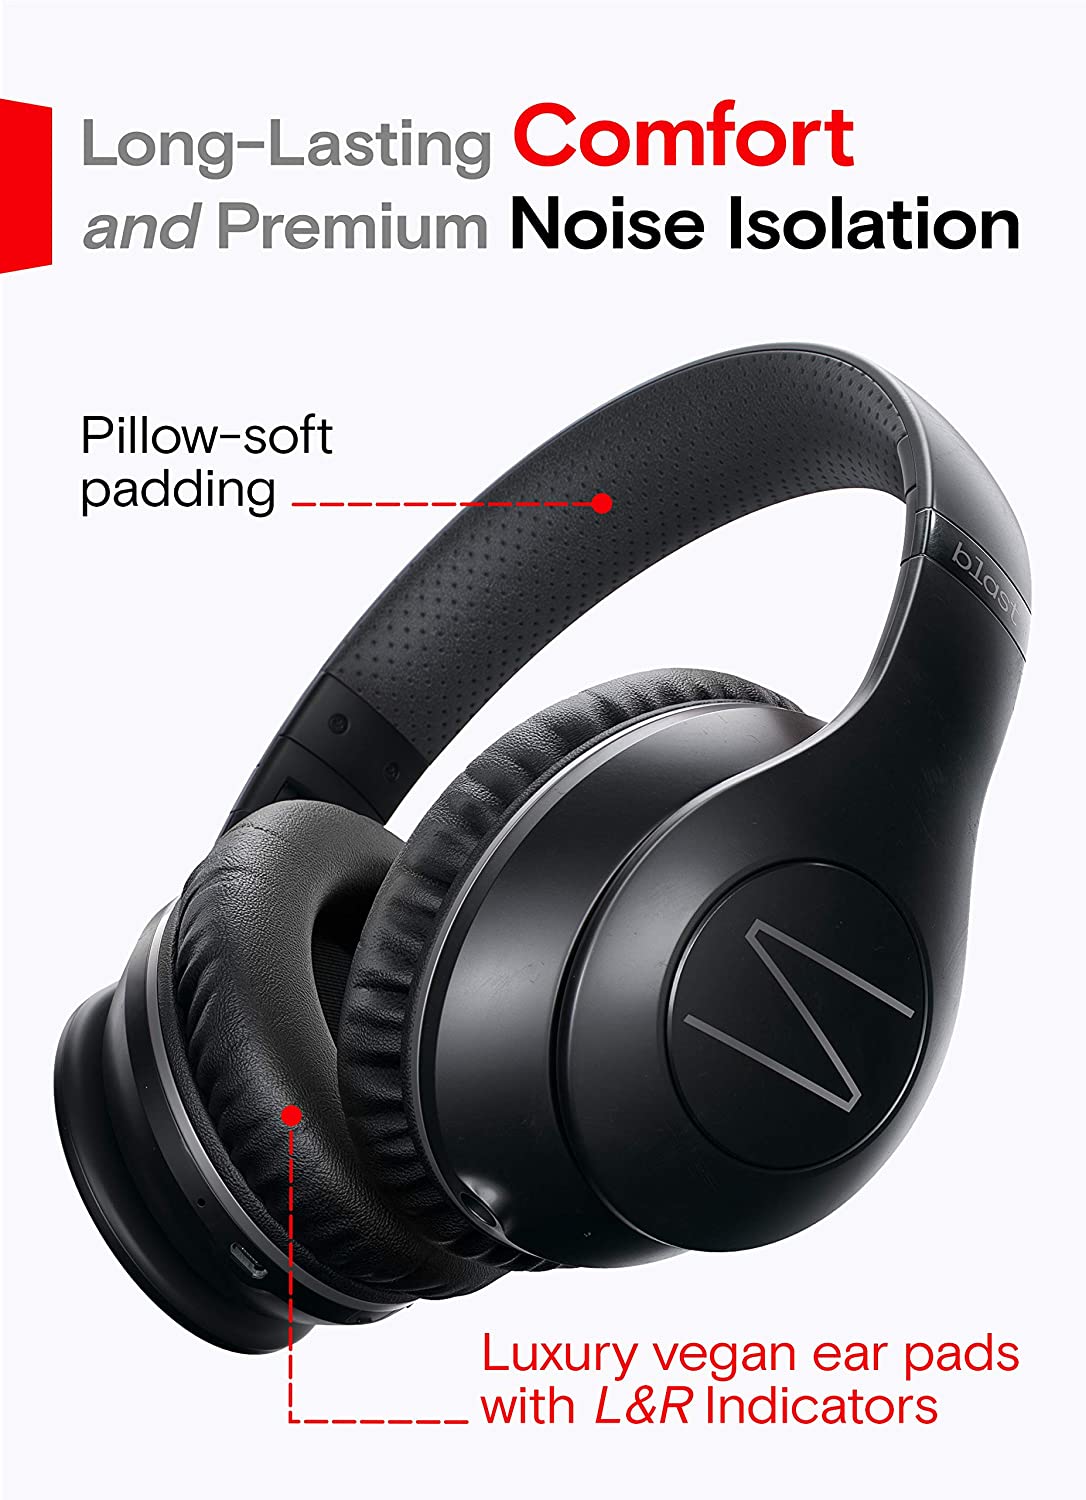 Long-Lasting Comfort
and Premium Noise Isolation
Pillow-soft
padding
blast
Luxury vegan ear pads
with L&R Indicators